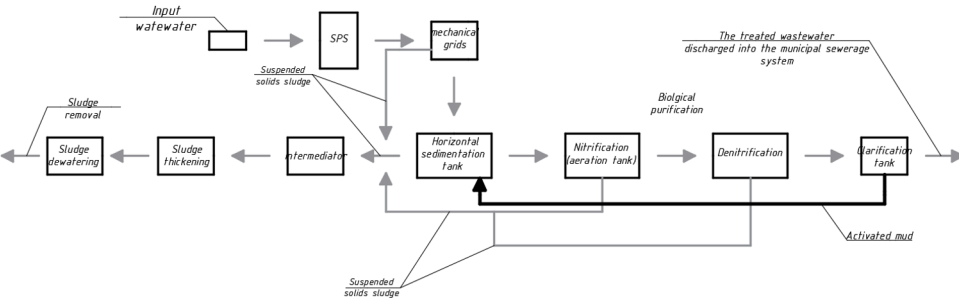 Input
watewater
SPS
mechanical
grids
The treated wastewater
discharged into the municipal sewerage
system
Suspended
solids sludge
Biolgical
purification
Sludge
removal
Sludge
dewatering
Sludge
thickening
intermediator
Horizontal
sedimentation
tank
Nitrification
(aeration tank)
Denitrification
Clarification
tank
Activated mud
Suspended
solids sludge